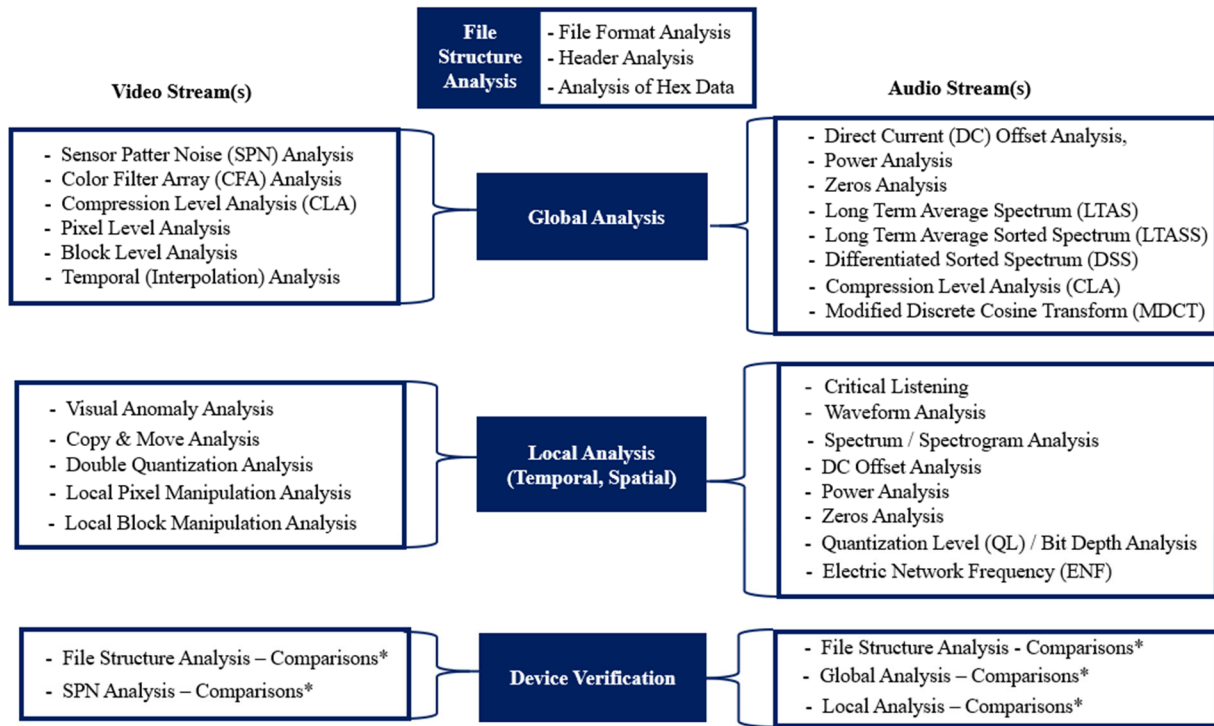 File
Structure
Analysis
- File Format Analysis
- Header Analysis
- Analysis of Hex Data
Video Stream(s)
Audio Stream(s)
- Sensor Patter Noise (SPN) Analysis
- Color Filter Array (CFA) Analysis
- Compression Level Analysis (CLA)
- Pixel Level Analysis
- Block Level Analysis
- Temporal (Interpolation) Analysis
Global Analysis
- Direct Current (DC) Offset Analysis,
- Power Analysis
- Zeros Analysis
- Long Term Average Spectrum (LTAS)
- Long Term Average Sorted Spectrum (LTASS)
- Differentiated Sorted Spectrum (DSS)
- Compression Level Analysis (CLA)
- Modified Discrete Cosine Transform (MDCT)
- Visual Anomaly Analysis
- Copy & Move Analysis
- Double Quantization Analysis
- Local Pixel Manipulation Analysis
- Local Block Manipulation Analysis
Local Analysis
(Temporal, Spatial)
- Critical Listening
- Waveform Analysis
- Spectrum / Spectrogram Analysis
- DC Offset Analysis
- Power Analysis
- Zeros Analysis
- Quantization Level (QL) / Bit Depth Analysis
- Electric Network Frequency (ENF)
- File Structure Analysis – Comparisons*
- SPN Analysis – Comparisons*
Device Verification
- File Structure Analysis - Comparisons*
- Global Analysis – Comparisons*
- Local Analysis – Comparisons*